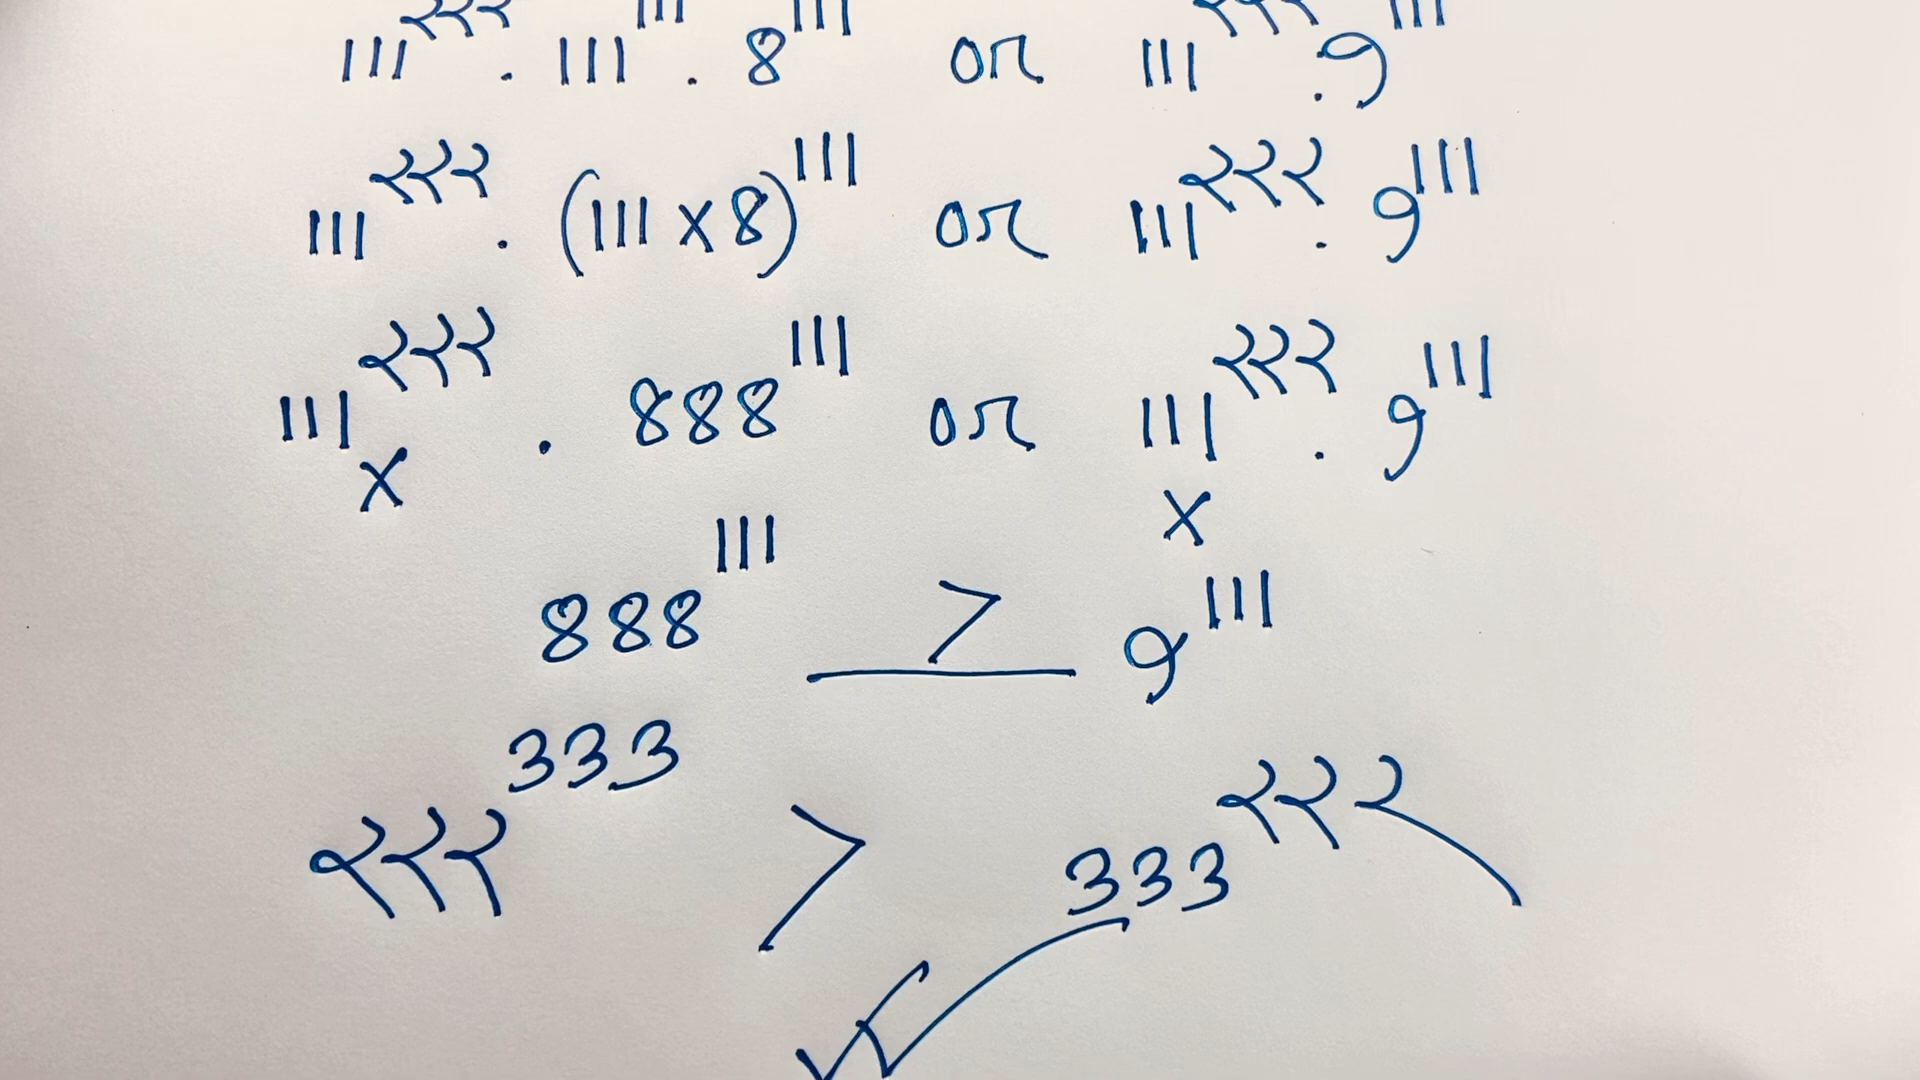 111^222 . 111^111 . 8^111 or 111^222 . 9^111
111^222 . (111 x 8)^111 or 111^222 . 9^111
111^222 . 888^111 or 111^222 . 9^111
x x
888^111 > 9^111
222^333 > 333^222